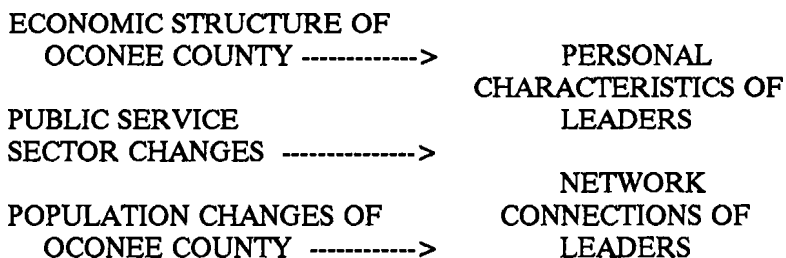 ECONOMIC STRUCTURE OF
OCONEE COUNTY ------------->
PERSONAL
CHARACTERISTICS OF
LEADERS
PUBLIC SERVICE
SECTOR CHANGES --------------->
NETWORK
CONNECTIONS OF
LEADERS
POPULATION CHANGES OF
OCONEE COUNTY ------------>